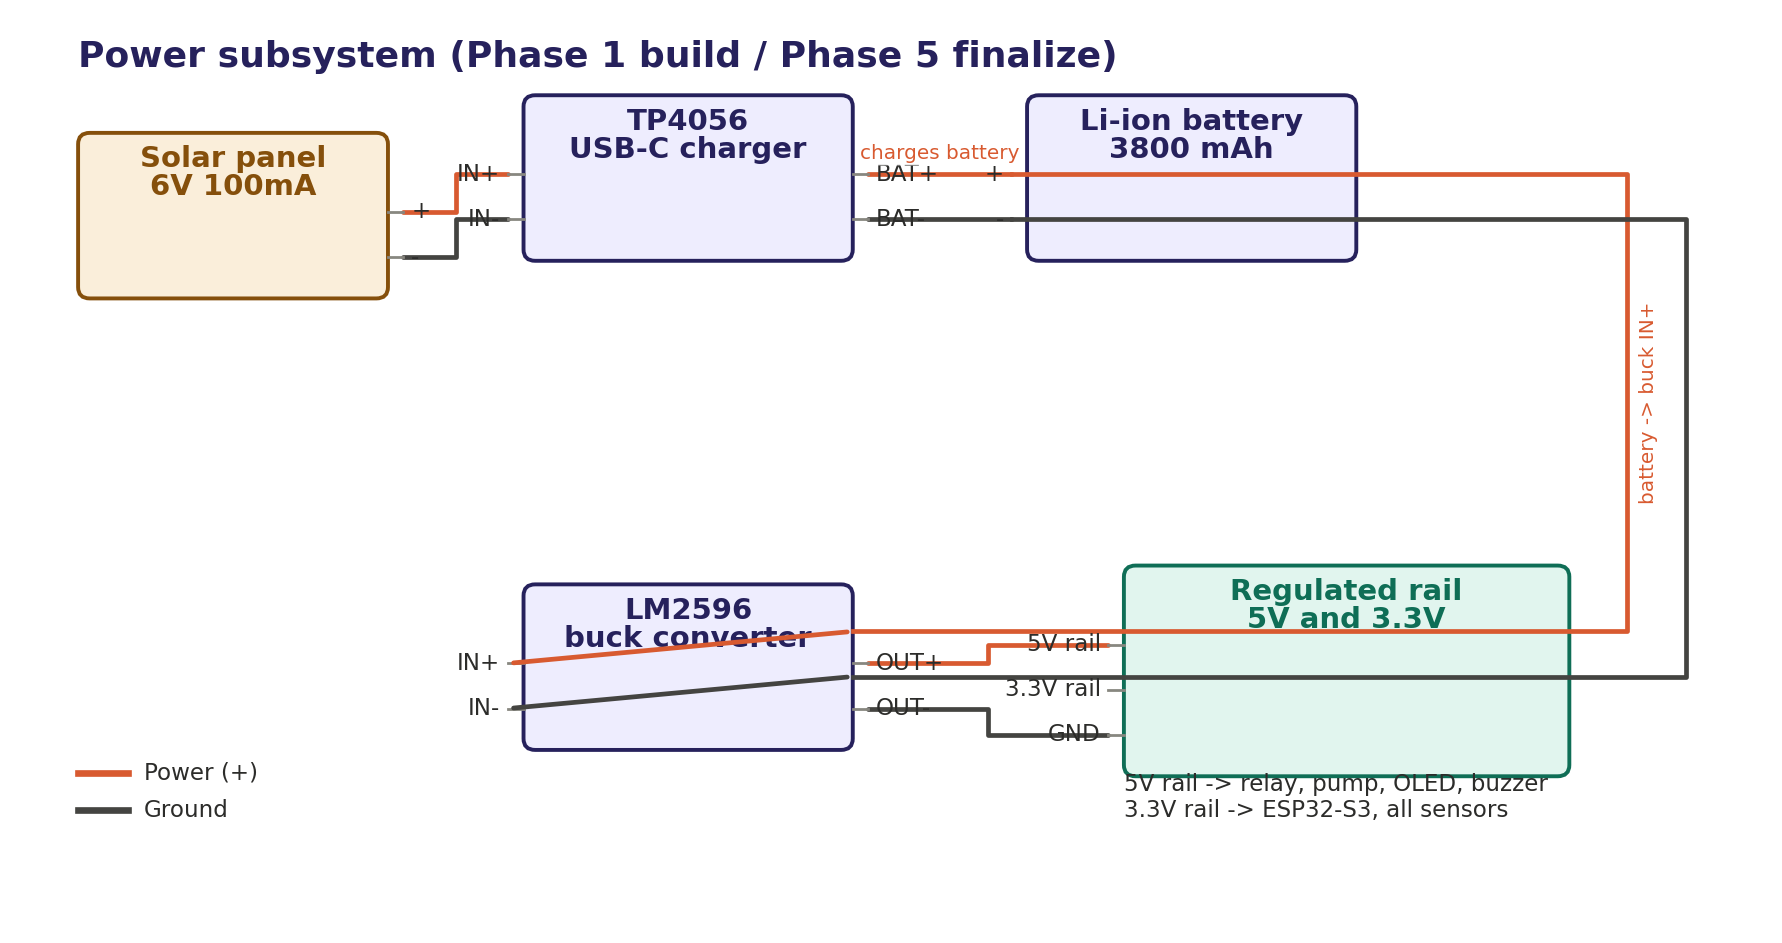 Power subsystem (Phase 1 build / Phase 5 finalize)
Solar panel
6V 100mA
+
-
TP4056
USB-C charger
IN+
IN-
BAT+
BAT-
charges battery
Li-ion battery
3800 mAh
+
-
battery -> buck IN+
LM2596
buck converter
IN+
IN-
OUT+
OUT-
Regulated rail
5V and 3.3V
5V rail
3.3V rail
GND
5V rail -> relay, pump, OLED, buzzer
3.3V rail -> ESP32-S3, all sensors
Power (+)
Ground